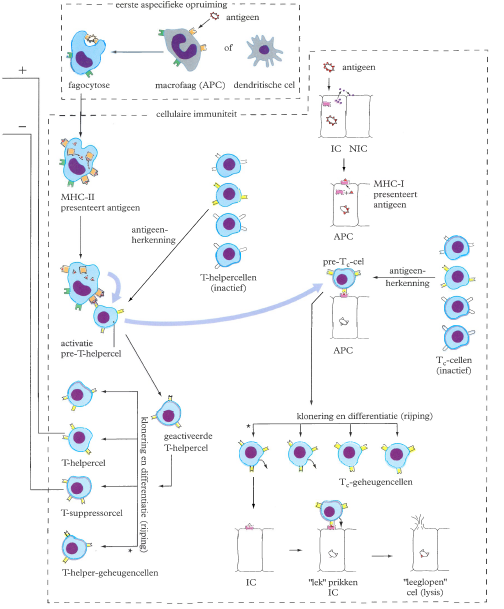 eerste aspecifieke opruiming
antigeen
of
fagocytose
macrofaag (APC)
dendritische cel
+
−
cellulaire immuniteit
antigeen
IC
NIC
MHC-II
presenteert antigeen
MHC-I
presenteert
antigeen
APC
antigeen-
herkenning
T-helpercellen
(inactief)
pre-Tc-cel
antigeen-
herkenning
APC
Tc-cellen
(inactief)
activatie
pre-T-helpercel
klonering en differentiatie (rijping)
*
geactiveerde
T-helpercel
T-helpercel
T-suppressorcel
T-helper-geheugencellen
klonering en differentiatie (rijping)
*
Tc-geheugencellen
IC
"lek" prikken
IC
"leeglopen"
cel (lysis)